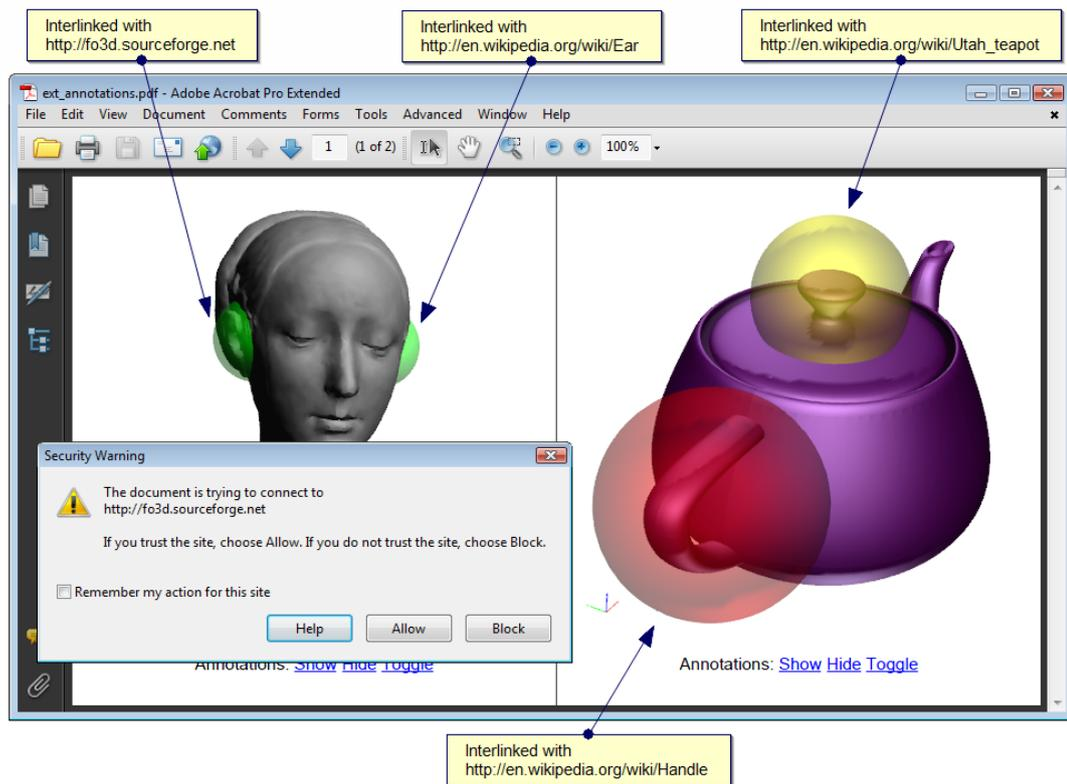 Interlinked with
http://fo3d.sourceforge.net
Interlinked with
http://en.wikipedia.org/wiki/Ear
Interlinked with
http://en.wikipedia.org/wiki/Utah_teapot
ext_annotations.pdf - Adobe Acrobat Pro Extended
File Edit View Document Comments Forms Tools Advanced Window Help
1 (1 of 2) 100%
Security Warning
The document is trying to connect to
http://fo3d.sourceforge.net
If you trust the site, choose Allow. If you do not trust the site, choose Block.
Remember my action for this site
Help Allow Block
Annotations: Show Hide Toggle
Annotations: Show Hide Toggle
Interlinked with
http://en.wikipedia.org/wiki/Handle